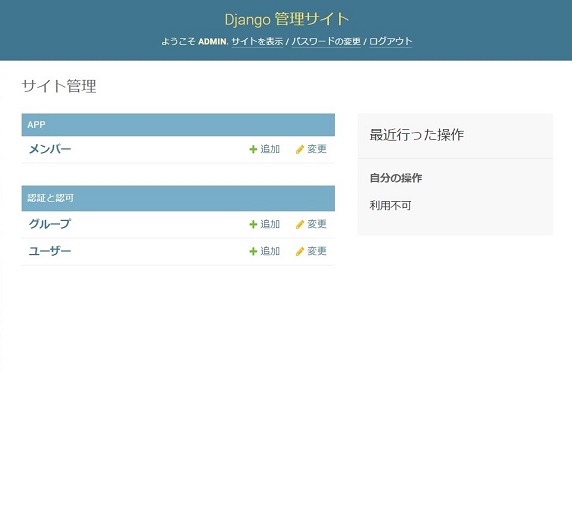 Django 管理サイト
ようこそ ADMIN. サイトを表示 / パスワードの変更 / ログアウト
サイト管理
APP
メンバー 追加 変更
認証と認可
グループ 追加 変更
ユーザー 追加 変更
最近行った操作
自分の操作
利用不可